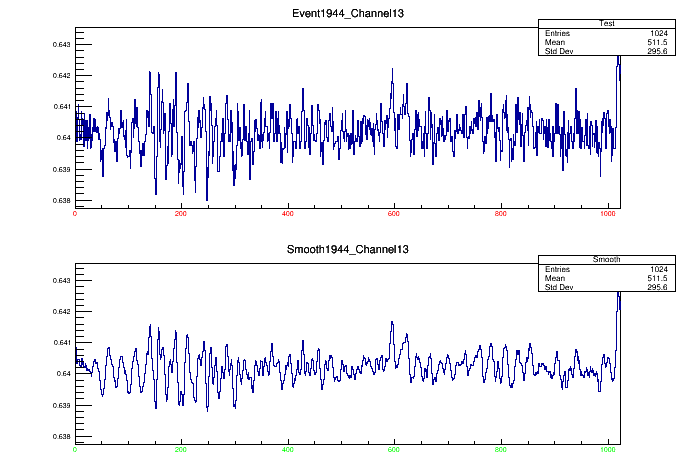 Event1944_Channel13
Test
Entries 1024
Mean 511.5
Std Dev 295.6
0.643
0.642
0.641
0.64
0.639
0.638
0 200 400 600 800 1000
Smooth1944_Channel13
Smooth
Entries 1024
Mean 511.5
Std Dev 295.6
0.643
0.642
0.641
0.64
0.639
0.638
0 200 400 600 800 1000